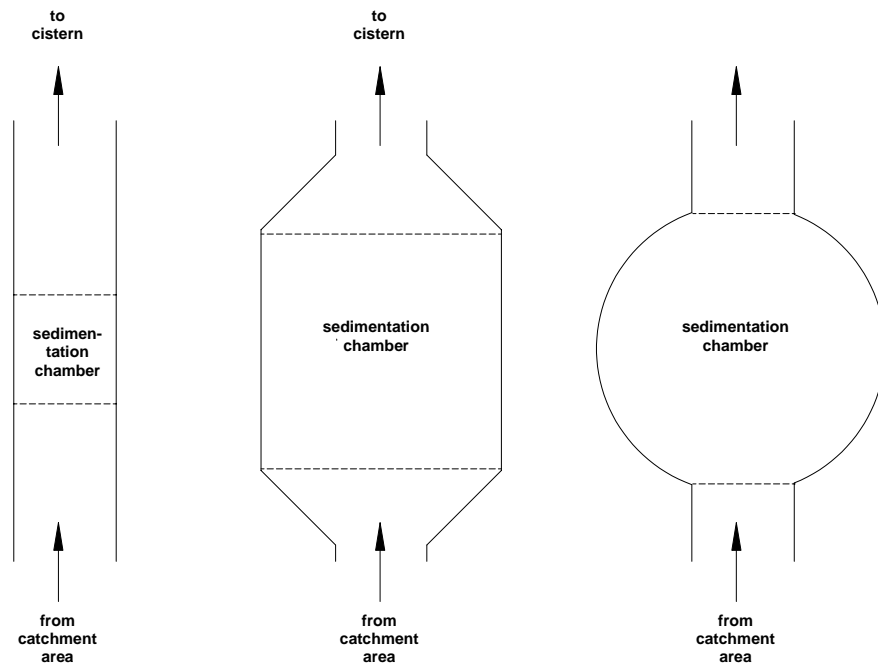 to
cistern
to
cistern
sedimen-
tation
chamber
sedimentation
chamber
sedimentation
chamber
from
catchment
area
from
catchment
area
from
catchment
area